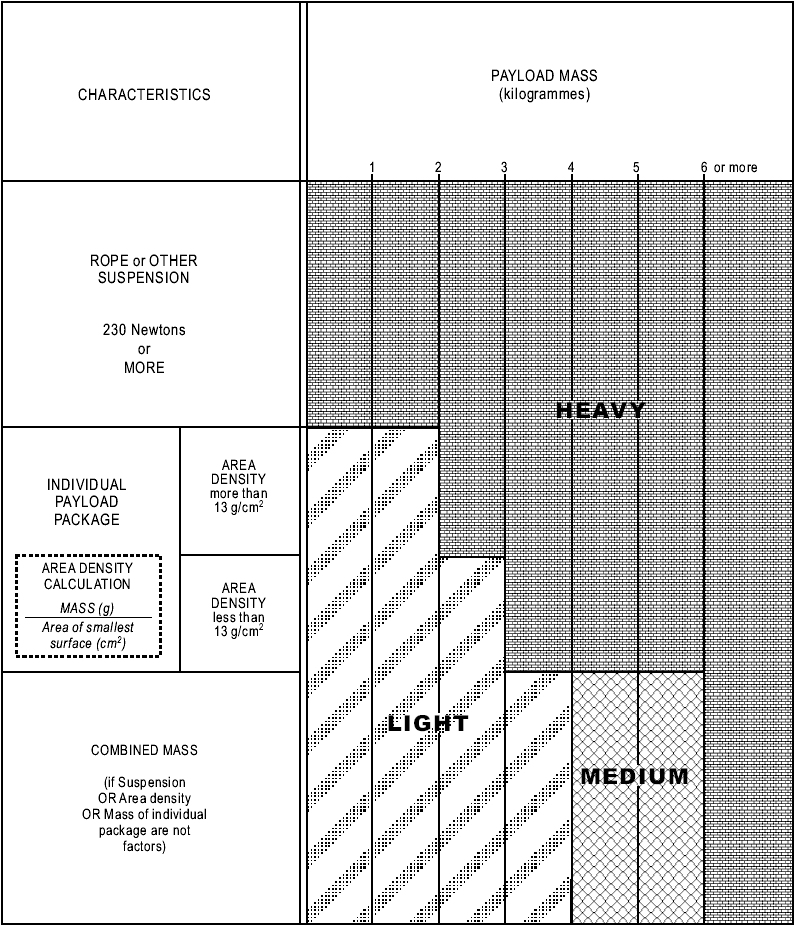 CHARACTERISTICS
PAYLOAD MASS
(kilogrammes)
1 2 3 4 5 6 or more
ROPE or OTHER
SUSPENSION
230 Newtons
or
MORE
HEAVY
INDIVIDUAL
PAYLOAD
PACKAGE
AREA
DENSITY
more than
13 g/cm²
AREA DENSITY
CALCULATION
MASS (g)
Area of smallest
surface (cm²)
AREA
DENSITY
less than
13 g/cm²
LIGHT
MEDIUM
COMBINED MASS
(if Suspension
OR Area density
OR Mass of individual
package are not
factors)